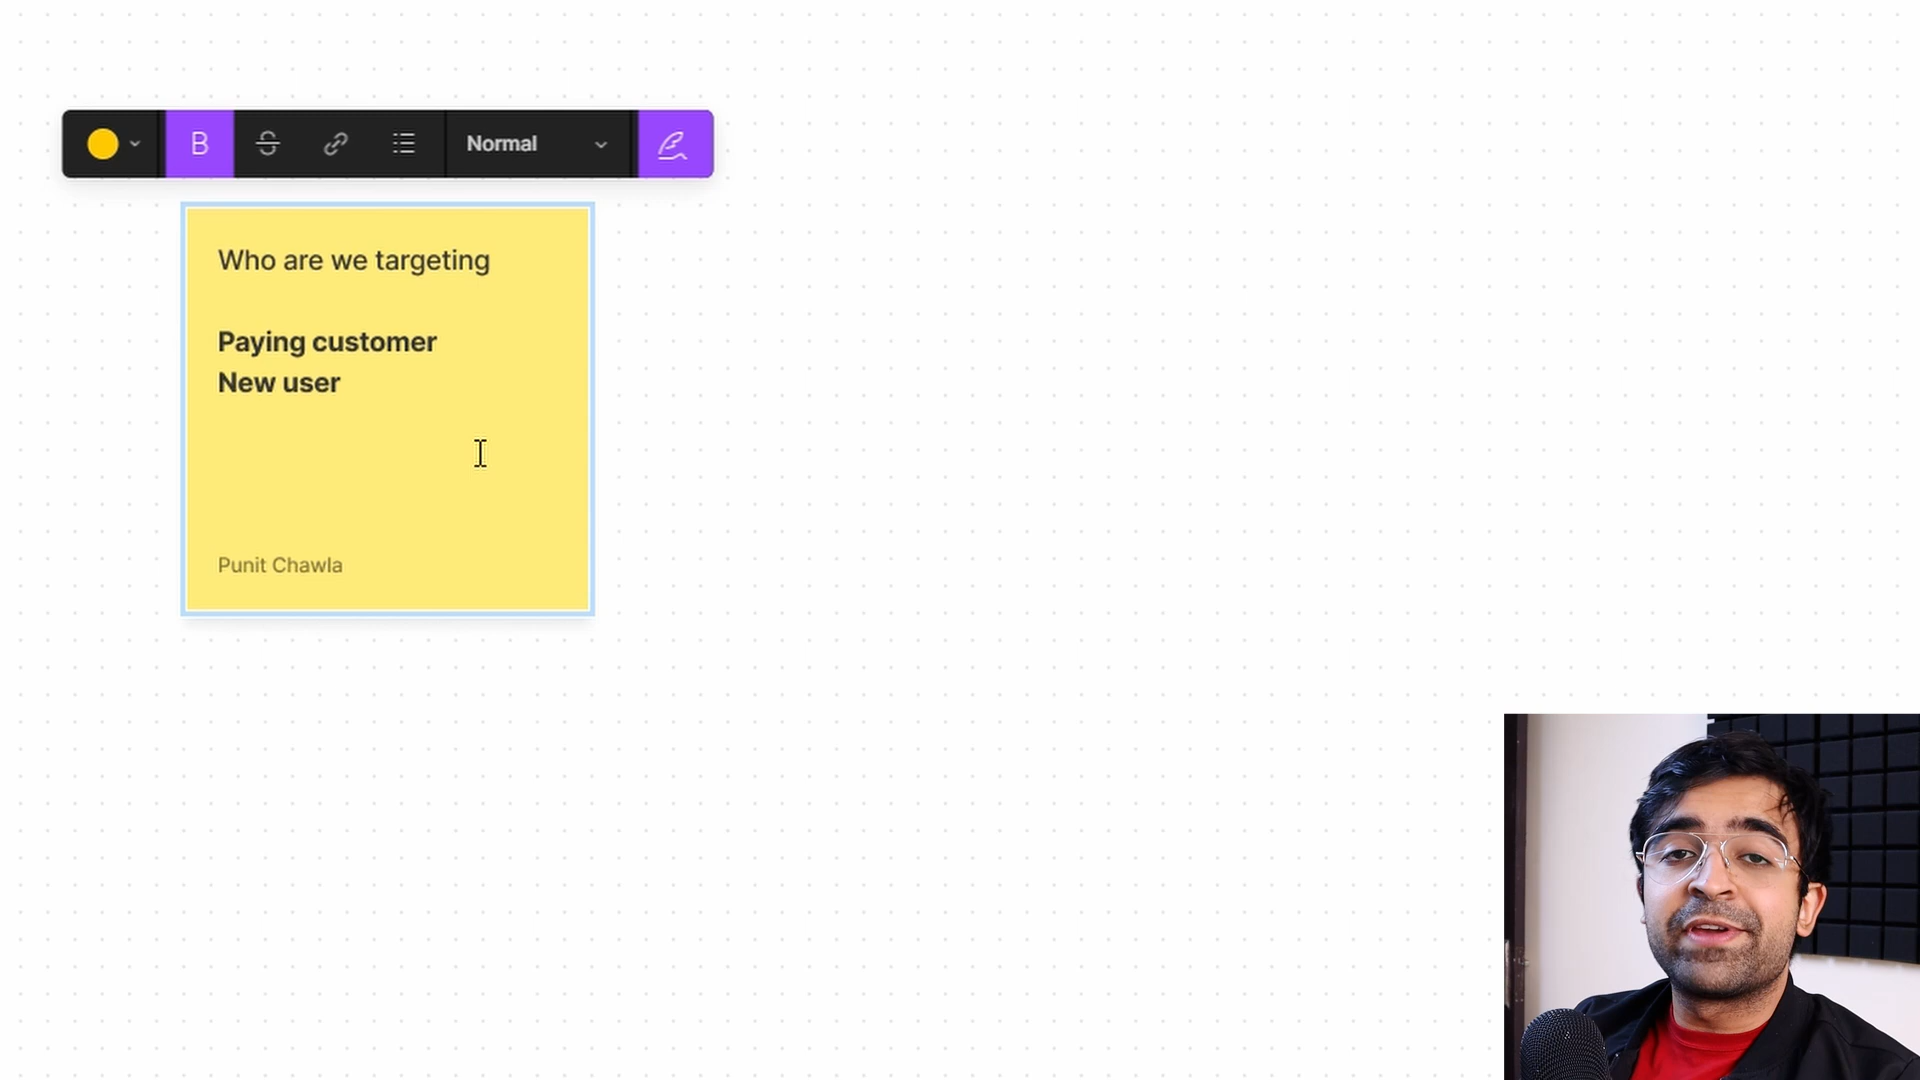 B
Normal
Who are we targeting
Paying customer
New user
Punit Chawla